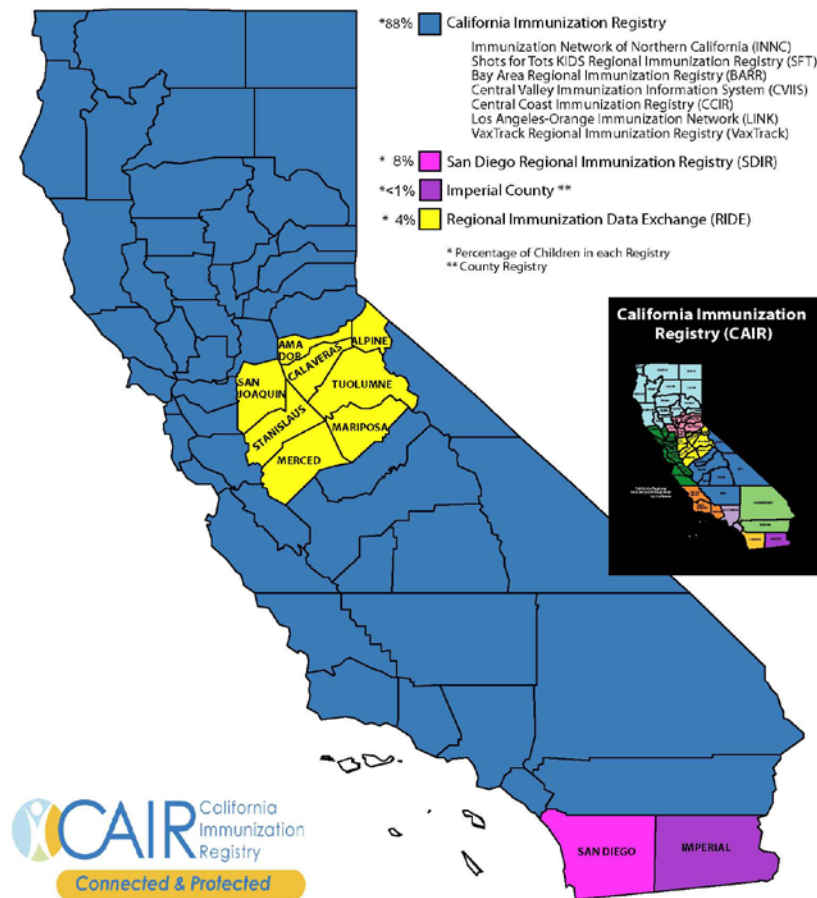 *88% California Immunization Registry
Immunization Network of Northern California (INNC)
Shots for Tots KIDS Regional Immunization Registry (SFT)
Bay Area Regional Immunization Registry (BARR)
Central Valley Immunization Information System (CVIIS)
Central Coast Immunization Registry (CCIR)
Los Angeles-Orange Immunization Network (LINK)
VaxTrack Regional Immunization Registry (VaxTrack)
* 8% San Diego Regional Immunization Registry (SDIR)
*<1% Imperial County **
* 4% Regional Immunization Data Exchange (RIDE)
* Percentage of Children in each Registry
** County Registry
California Immunization
Registry (CAIR)
AMA
DOR
ALPINE
CALAVERAS
SAN
JOAQUIN
TUOLUMNE
STANISLAUS
MARIPOSA
MERCED
SAN DIEGO
IMPERIAL
CAIR
California
Immunization
Registry
Connected & Protected